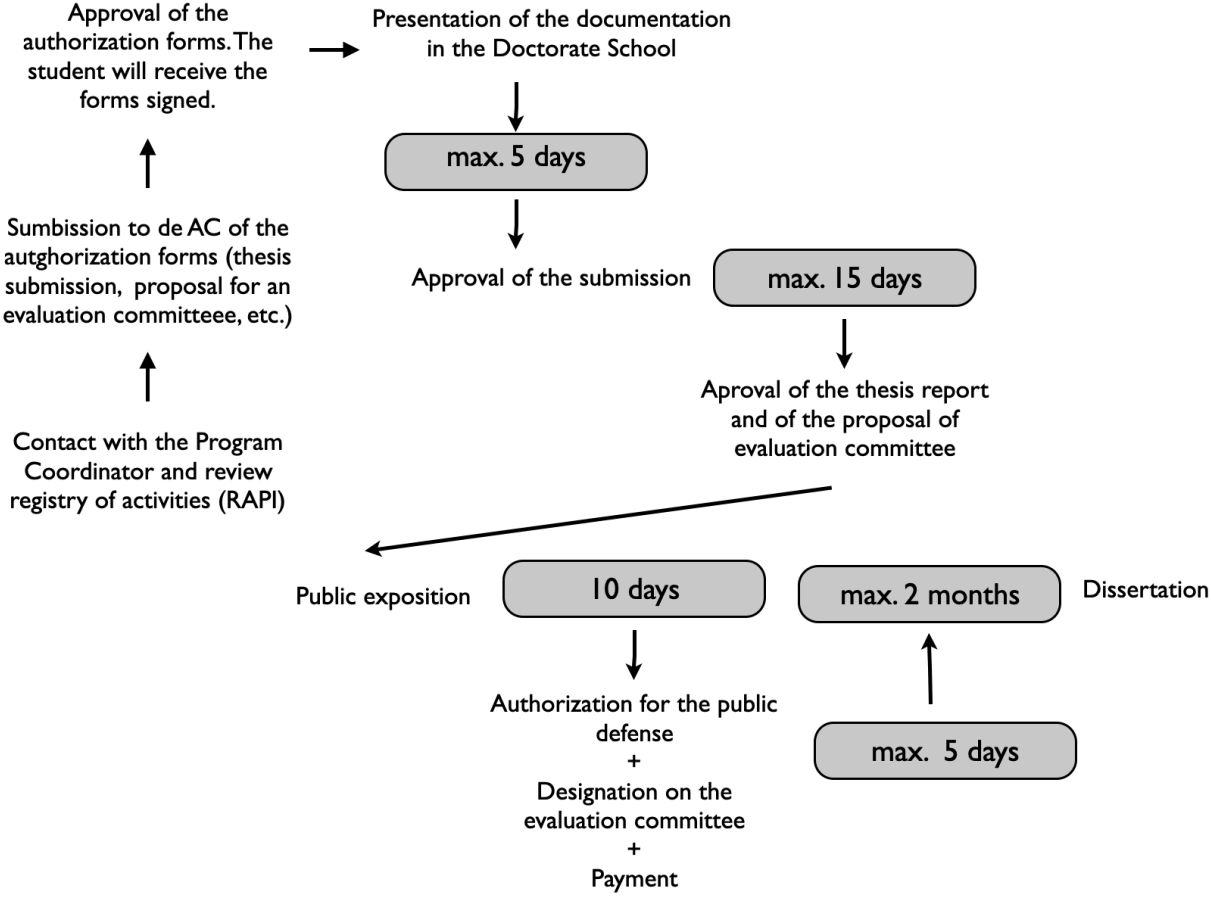 Approval of the
authorization forms. The
student will receive the
forms signed.
Presentation of the documentation
in the Doctorate School
max. 5 days
Sumbission to de AC of the
autghorization forms (thesis
submission, proposal for an
evaluation committeee, etc.)
Approval of the submission
max. 15 days
Aproval of the thesis report
and of the proposal of
evaluation committee
Contact with the Program
Coordinator and review
registry of activities (RAPI)
Public exposition
10 days
max. 2 months
Dissertation
Authorization for the public
defense
+
Designation on the
evaluation committee
+
Payment
max. 5 days